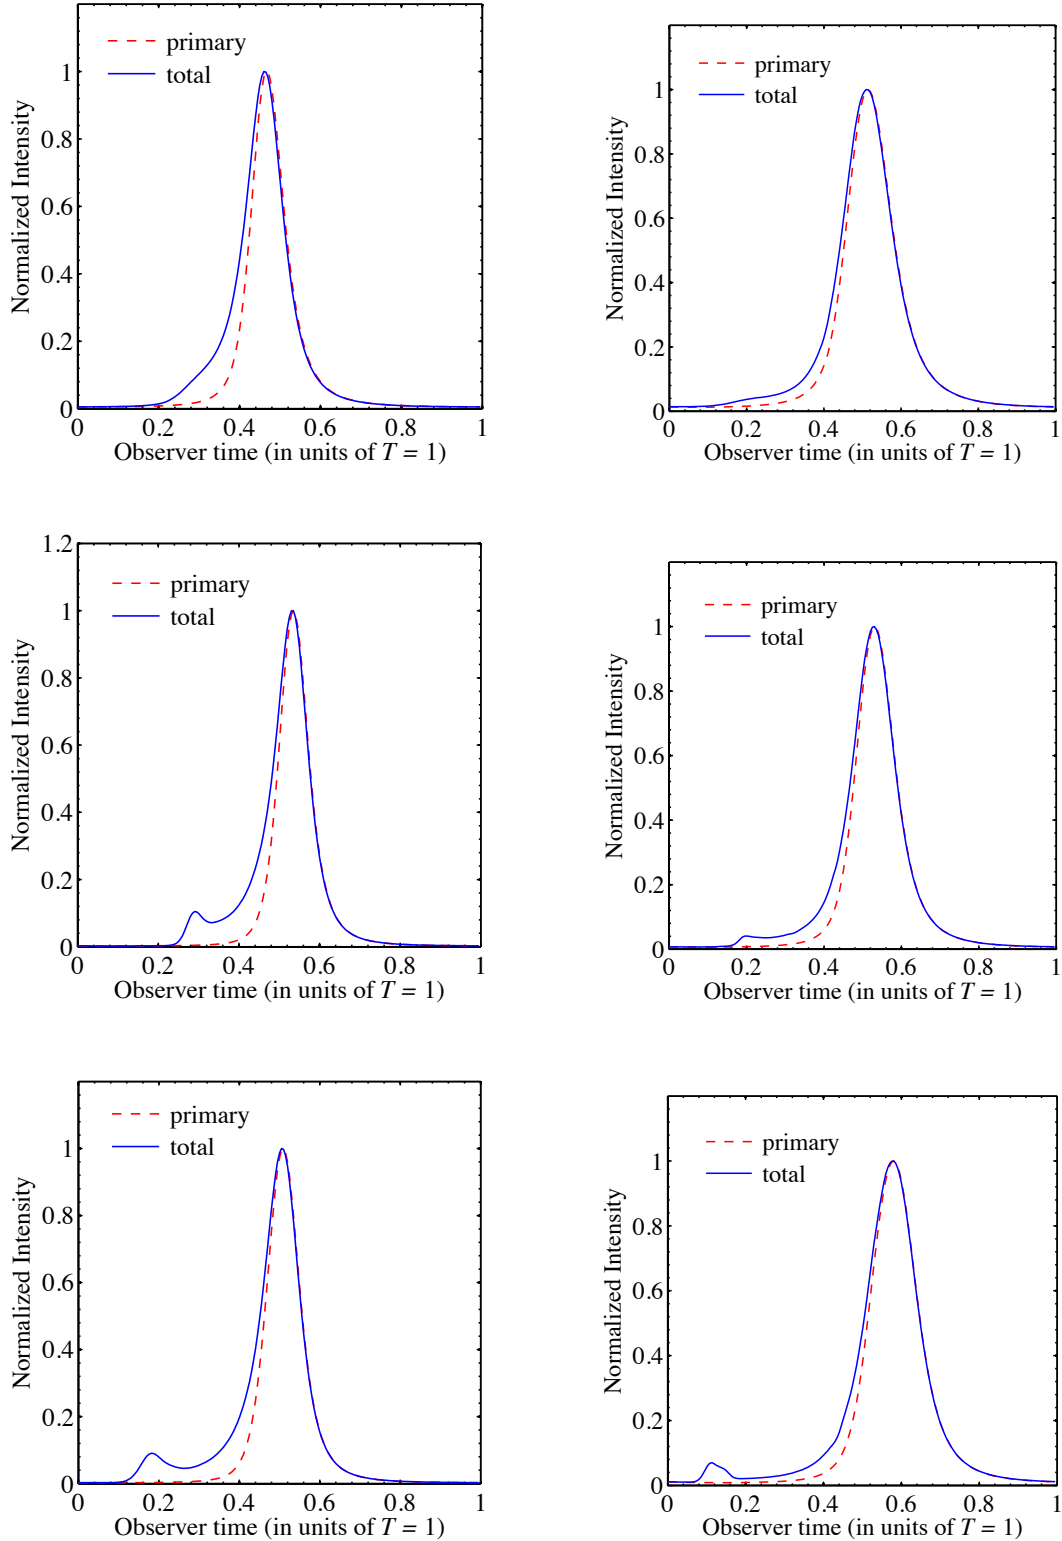 primary
total
1
0.8
0.6
0.4
0.2
0
Normalized Intensity
0 0.2 0.4 0.6 0.8 1
Observer time (in units of T = 1)
primary
total
1
0.8
0.6
0.4
0.2
0
Normalized Intensity
0 0.2 0.4 0.6 0.8 1
Observer time (in units of T = 1)
1.2
primary
total
1
0.8
0.6
0.4
0.2
0
Normalized Intensity
0 0.2 0.4 0.6 0.8 1
Observer time (in units of T = 1)
primary
total
1
0.8
0.6
0.4
0.2
0
Normalized Intensity
0 0.2 0.4 0.6 0.8 1
Observer time (in units of T = 1)
primary
total
1
0.8
0.6
0.4
0.2
0
Normalized Intensity
0 0.2 0.4 0.6 0.8 1
Observer time (in units of T = 1)
primary
total
1
0.8
0.6
0.4
0.2
0
Normalized Intensity
0 0.2 0.4 0.6 0.8 1
Observer time (in units of T = 1)